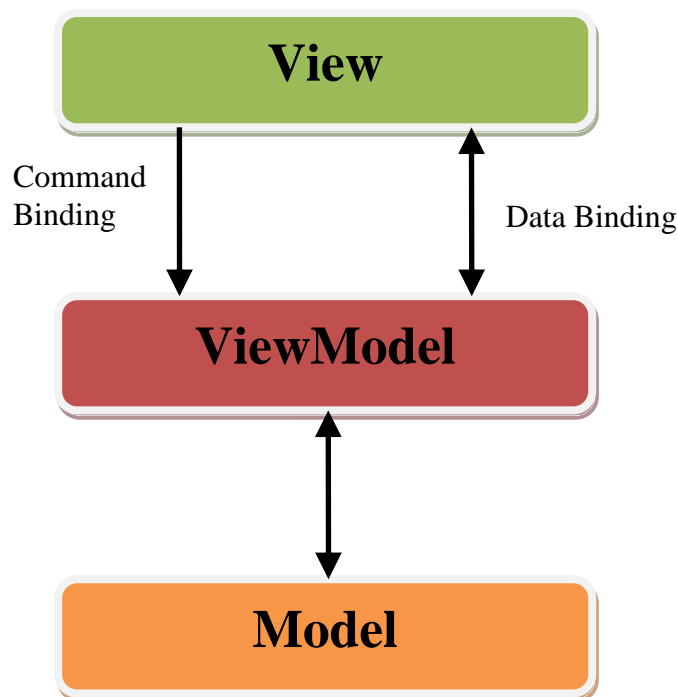 View
Command
Binding
Data Binding
ViewModel
Model